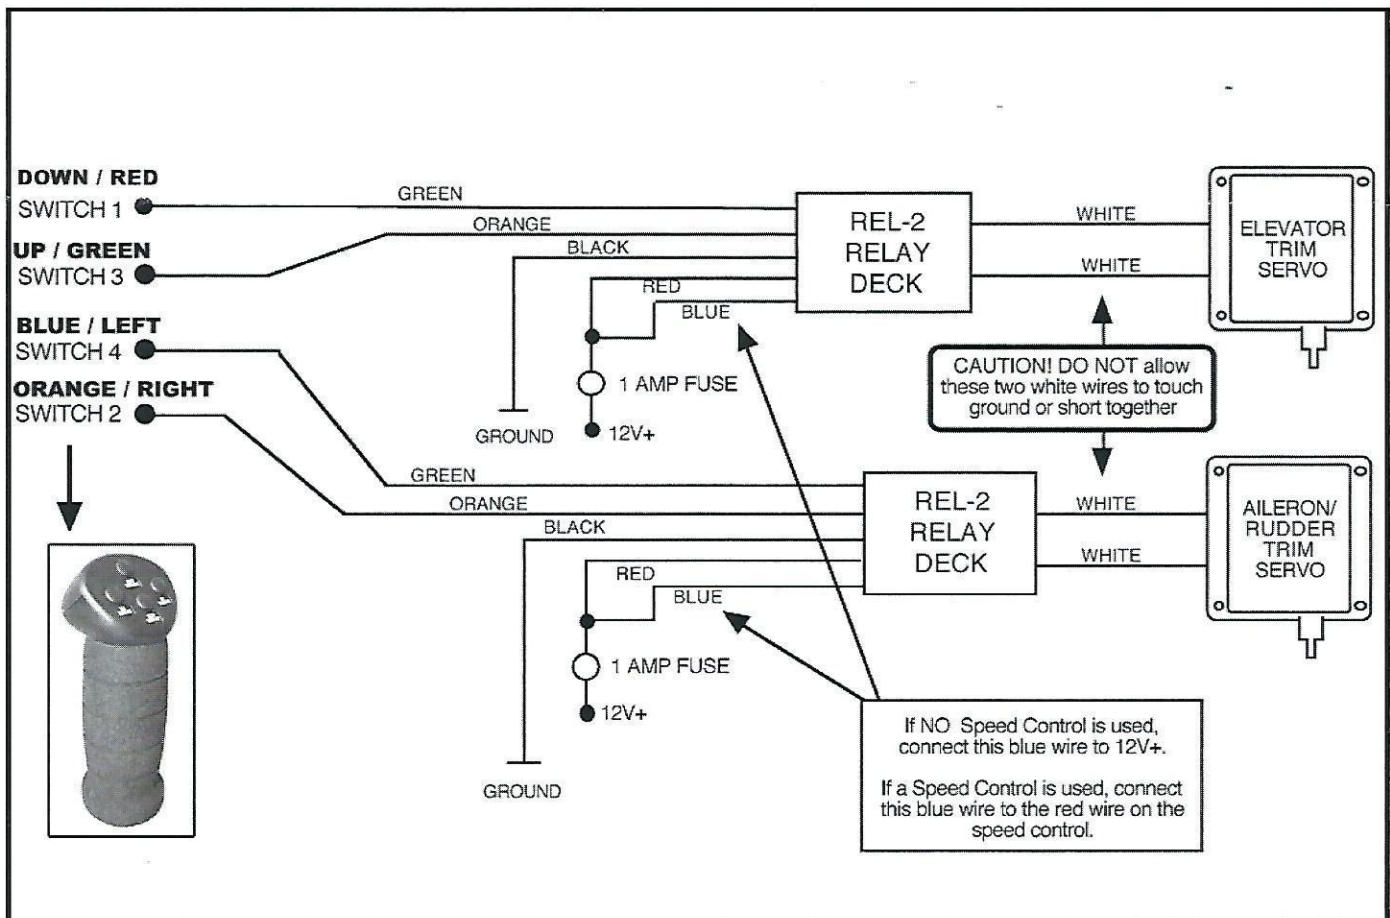 DOWN / RED
SWITCH 1
UP / GREEN
SWITCH 3
BLUE / LEFT
SWITCH 4
ORANGE / RIGHT
SWITCH 2
GREEN
ORANGE
BLACK
RED
BLUE
1 AMP FUSE
12V+
GROUND
REL-2
RELAY
DECK
WHITE
WHITE
ELEVATOR
TRIM
SERVO
CAUTION! DO NOT allow
these two white wires to touch
ground or short together
GREEN
ORANGE
BLACK
RED
BLUE
1 AMP FUSE
12V+
GROUND
REL-2
RELAY
DECK
WHITE
WHITE
AILERON/
RUDDER
TRIM
SERVO
If NO Speed Control is used,
connect this blue wire to 12V+.
If a Speed Control is used, connect
this blue wire to the red wire on the
speed control.